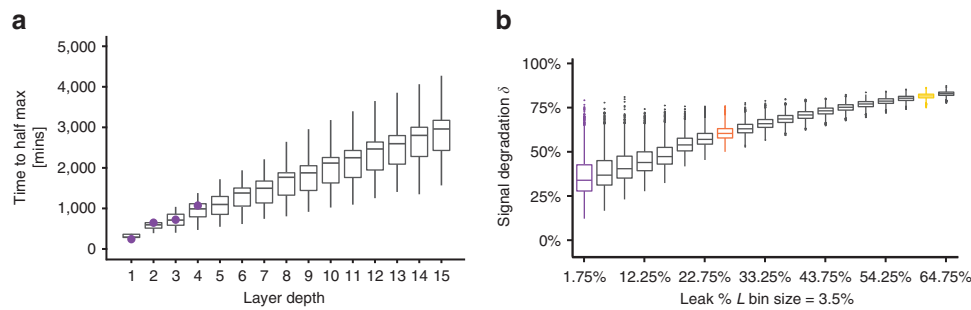 a
5,000
4,000
3,000
2,000
1,000
0
Time to half max
[mins]
1 2 3 4 5 6 7 8 9 10 11 12 13 14 15
Layer depth
b
100%
75%
50%
25%
0%
Signal degradation δ
1.75% 12.25% 22.75% 33.25% 43.75% 54.25% 64.75%
Leak % L bin size = 3.5%